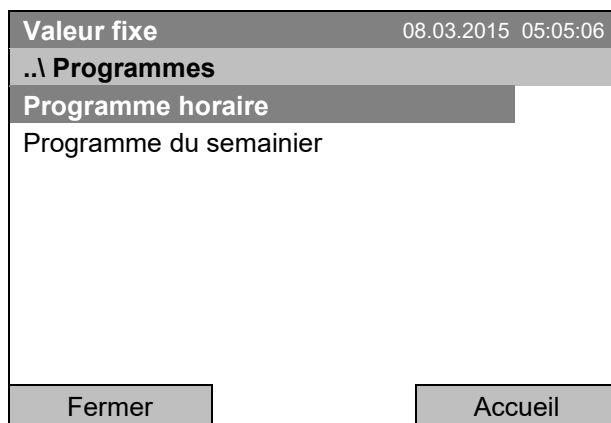 Valeur fixe 08.03.2015 05:05:06
..\ Programmes
Programme horaire
Programme du semainier
Fermer Accueil